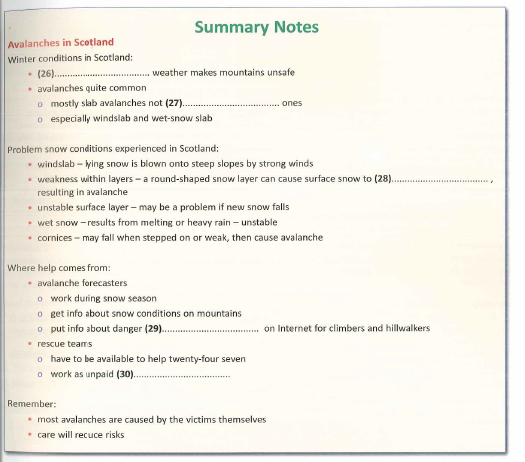 Summary Notes
Avalanches in Scotland
Winter conditions in Scotland:
• (26)................................... weather makes mountains unsafe
• avalanches quite common
o mostly slab avalanches not (27)................................... ones
o especially windslab and wet-snow slab
Problem snow conditions experienced in Scotland:
• windslab – lying snow is blown onto steep slopes by strong winds
• weakness within layers – a round-shaped snow layer can cause surface snow to (28)................................... ,
resulting in avalanche
• unstable surface layer – may be a problem if new snow falls
• wet snow – results from melting or heavy rain – unstable
• cornices – may fall when stepped on or weak, then cause avalanche
Where help comes from:
• avalanche forecasters
o work during snow season
o get info about snow conditions on mountains
o put info about danger (29)................................... on Internet for climbers and hillwalkers
• rescue teams
o have to be available to help twenty-four seven
o work as unpaid (30)...................................
Remember:
• most avalanches are caused by the victims themselves
• care will recuce risks